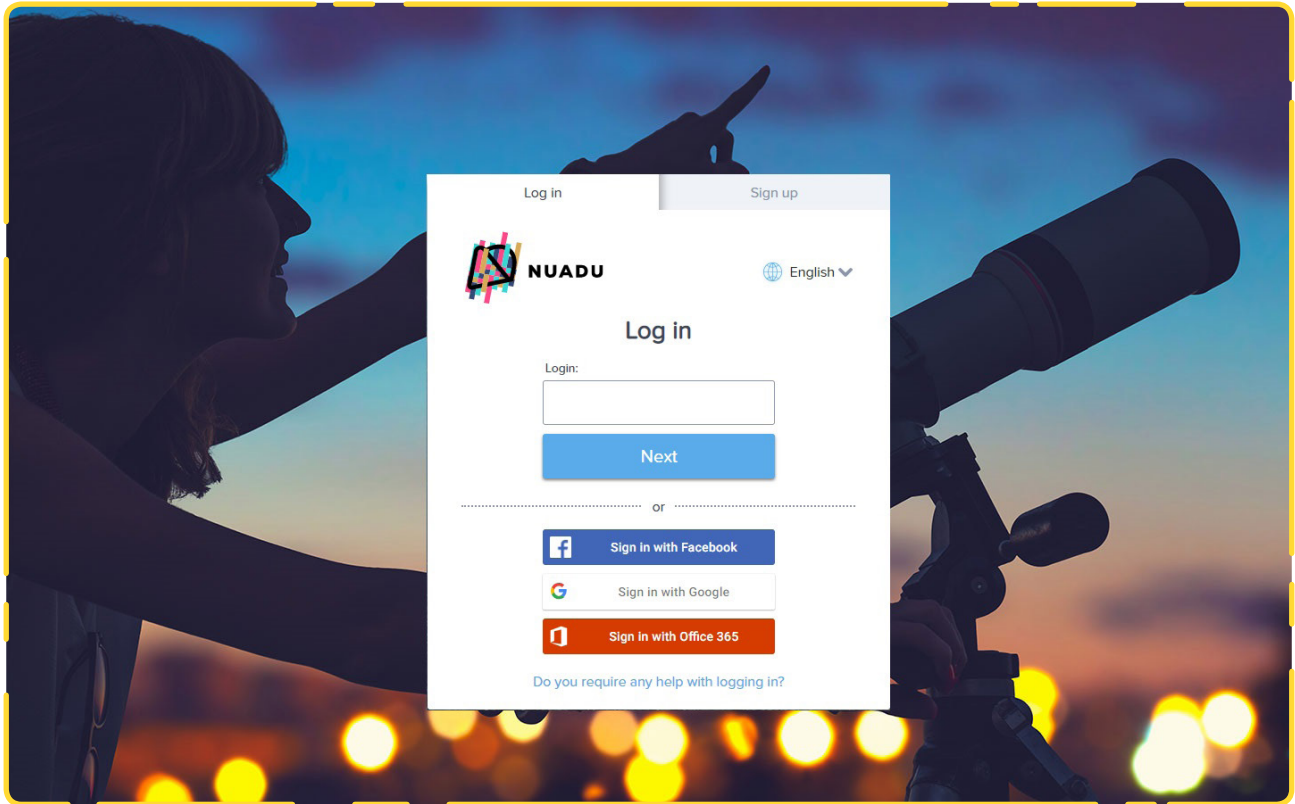 Log in
Sign up
NUADU
English
Log in
Login:
Next
or
Sign in with Facebook
Sign in with Google
Sign in with Office 365
Do you require any help with logging in?